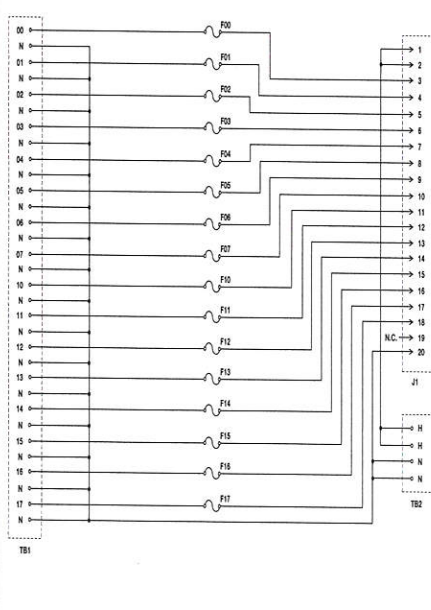 00
N
01
N
02
N
03
N
04
N
05
N
06
N
07
N
10
N
11
N
12
N
13
N
14
N
15
N
16
N
17
N
TB1
F00
F01
F02
F03
F04
F05
F06
F07
F10
F11
F12
F13
F14
F15
F16
F17
1
2
3
4
5
6
7
8
9
10
11
12
13
14
15
16
17
18
N.C. 19
20
J1
H
H
N
N
TB2